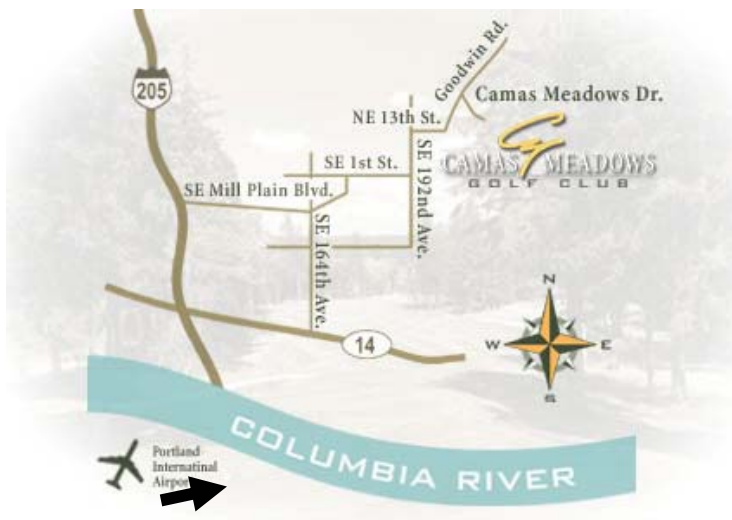 205
Goodwin Rd.
Camas Meadows Dr.
NE 13th St.
CAMAS MEADOWS
GOLF CLUB
SE 1st St.
SE 192nd Ave.
SE Mill Plain Blvd.
SE 164th Ave.
14
N
W E
S
COLUMBIA RIVER
Portland
Internatinal
Airport